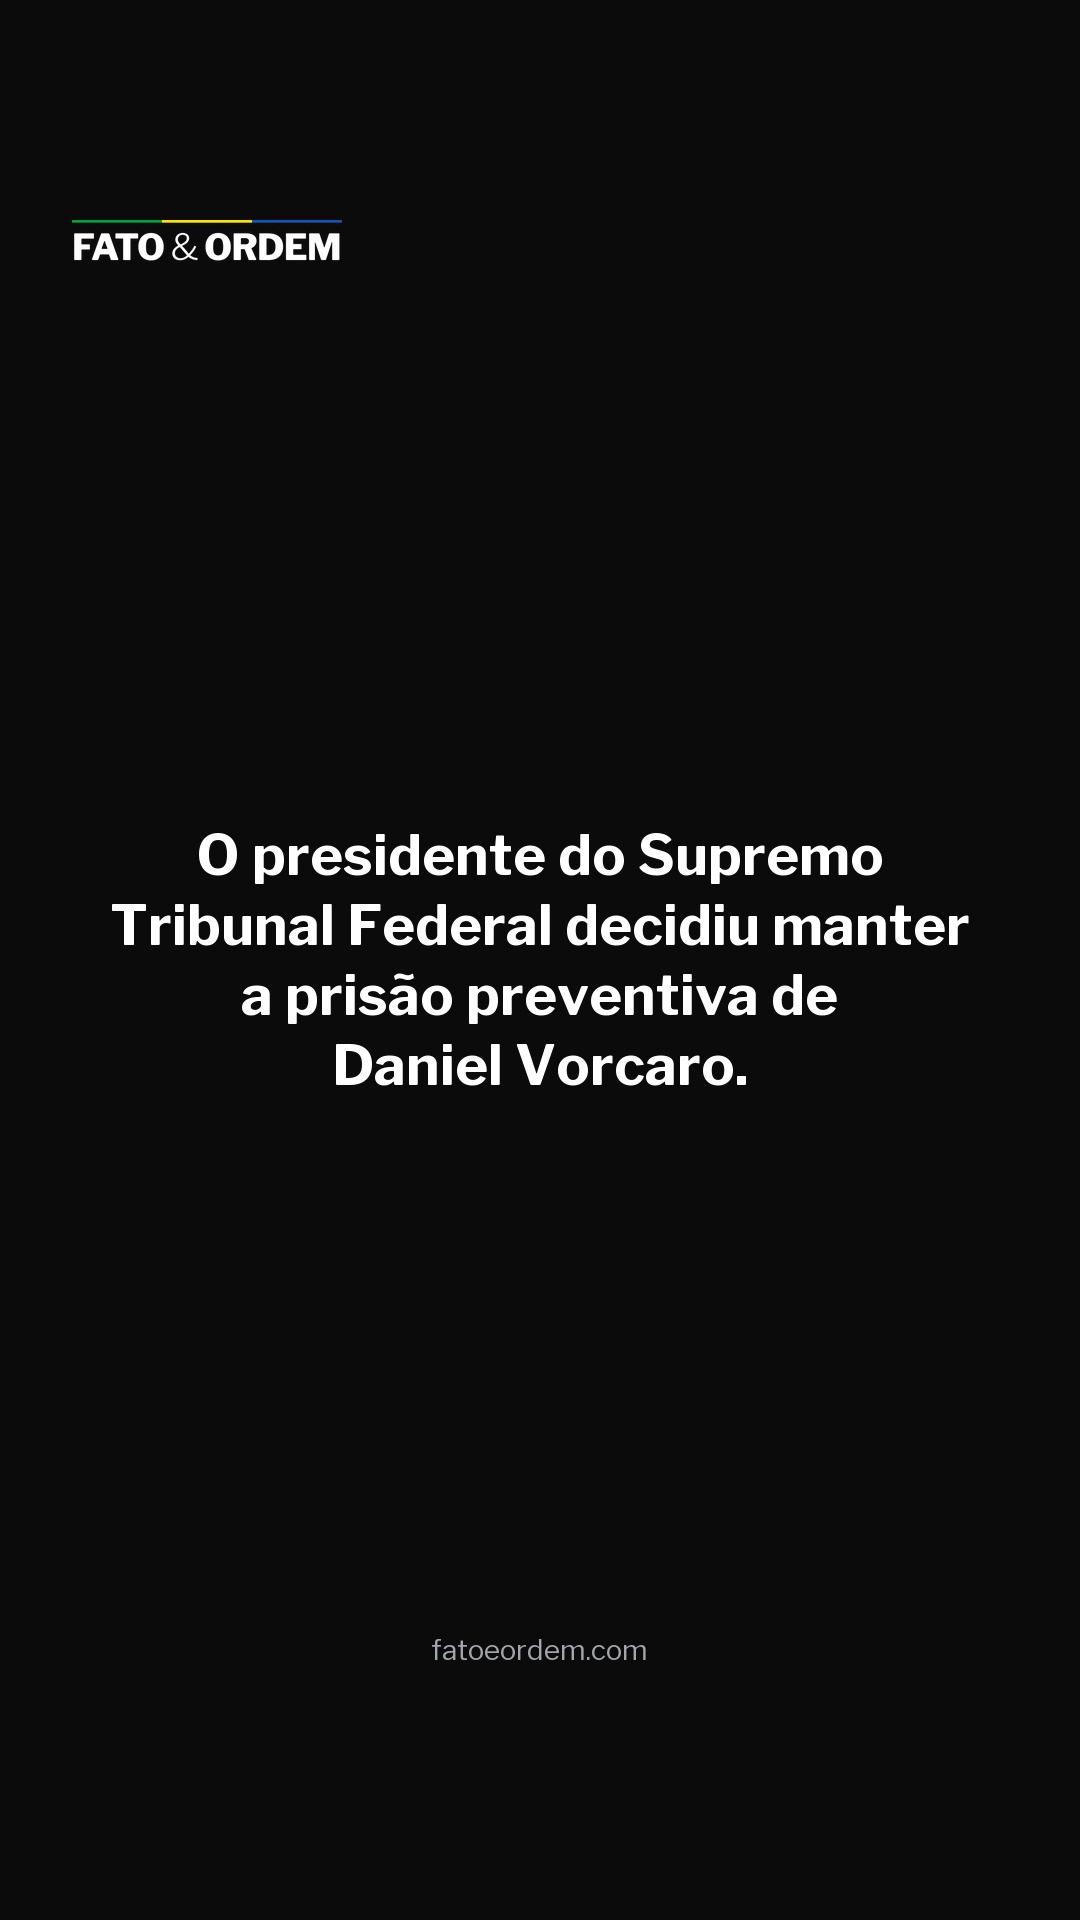 FATO & ORDEM
O presidente do Supremo
Tribunal Federal decidiu manter
a prisão preventiva de
Daniel Vorcaro.
fatoeordem.com